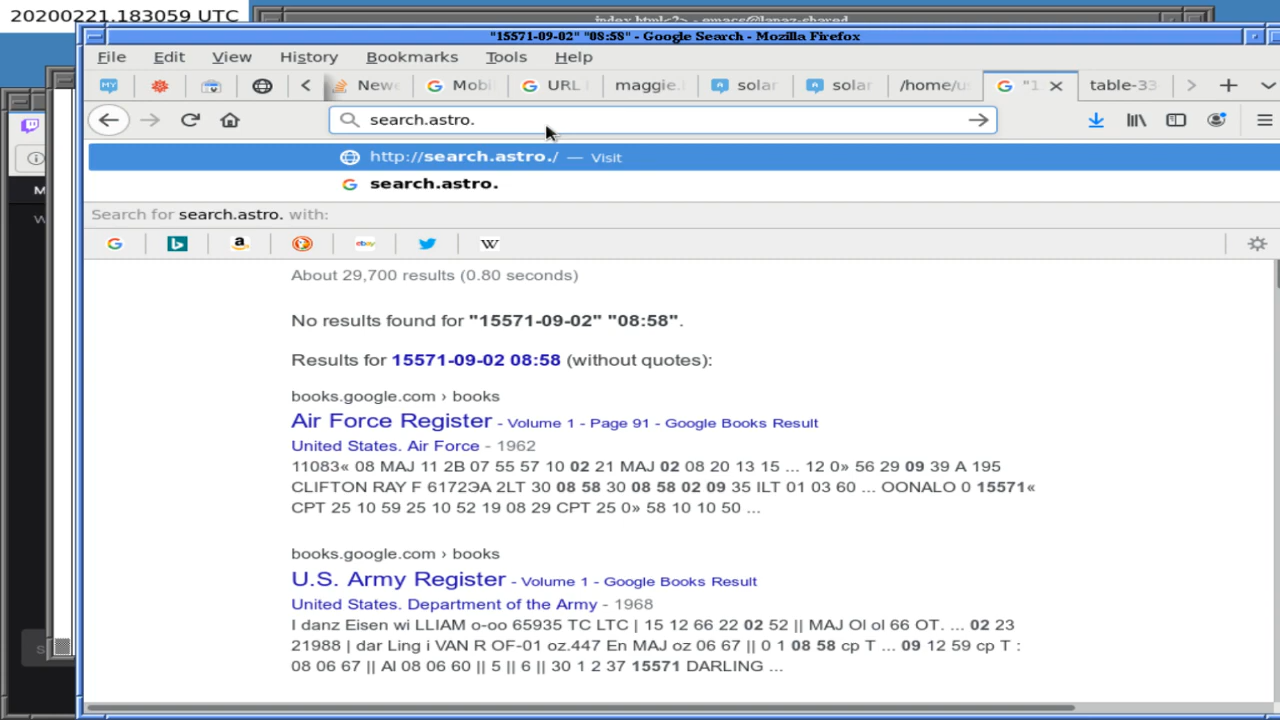 20200221.183059 UTC
index.html<2> - emacs@lanaz-shared
"15571-09-02" "08:58" - Google Search - Mozilla Firefox
File Edit View History Bookmarks Tools Help
Newe Mobil URL maggie. solar solar /home/us "1 table-33
search.astro.
http://search.astro./ — Visit
search.astro.
Search for search.astro. with:
About 29,700 results (0.80 seconds)
No results found for "15571-09-02" "08:58".
Results for 15571-09-02 08:58 (without quotes):
books.google.com › books
Air Force Register - Volume 1 - Page 91 - Google Books Result
United States. Air Force - 1962
11083« 08 MAJ 11 2B 07 55 57 10 02 21 MAJ 02 08 20 13 15 ... 12 0» 56 29 09 39 A 195
CLIFTON RAY F 6172ЭA 2LT 30 08 58 30 08 58 02 09 35 ILT 01 03 60 ... OONALO 0 15571«
CPT 25 10 59 25 10 52 19 08 29 CPT 25 0» 58 10 10 50 ...
books.google.com › books
U.S. Army Register - Volume 1 - Google Books Result
United States. Department of the Army - 1968
I danz Eisen wi LLIAM o-oo 65935 TC LTC | 15 12 66 22 02 52 || MAJ Ol ol 66 OT. ... 02 23
21988 | dar Ling i VAN R OF-01 oz.447 En MAJ oz 06 67 || 0 1 08 58 cp T ... 09 12 59 cp T :
08 06 67 || Al 08 06 60 || 5 || 6 || 30 1 2 37 15571 DARLING ...